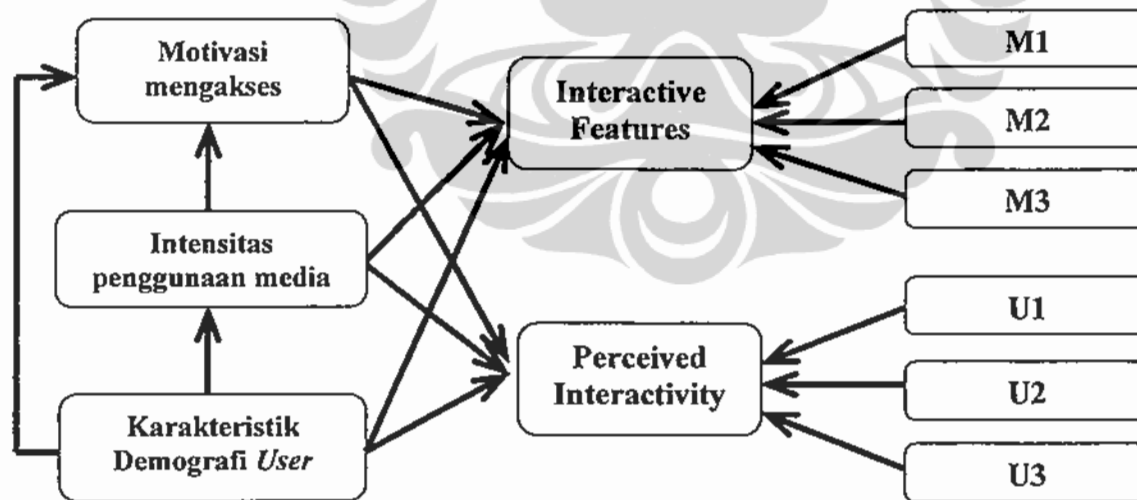 Motivasi
mengakses
Intensitas
penggunaan media
Karakteristik
Demografi User
Interactive
Features
Perceived
Interactivity
M1
M2
M3
U1
U2
U3